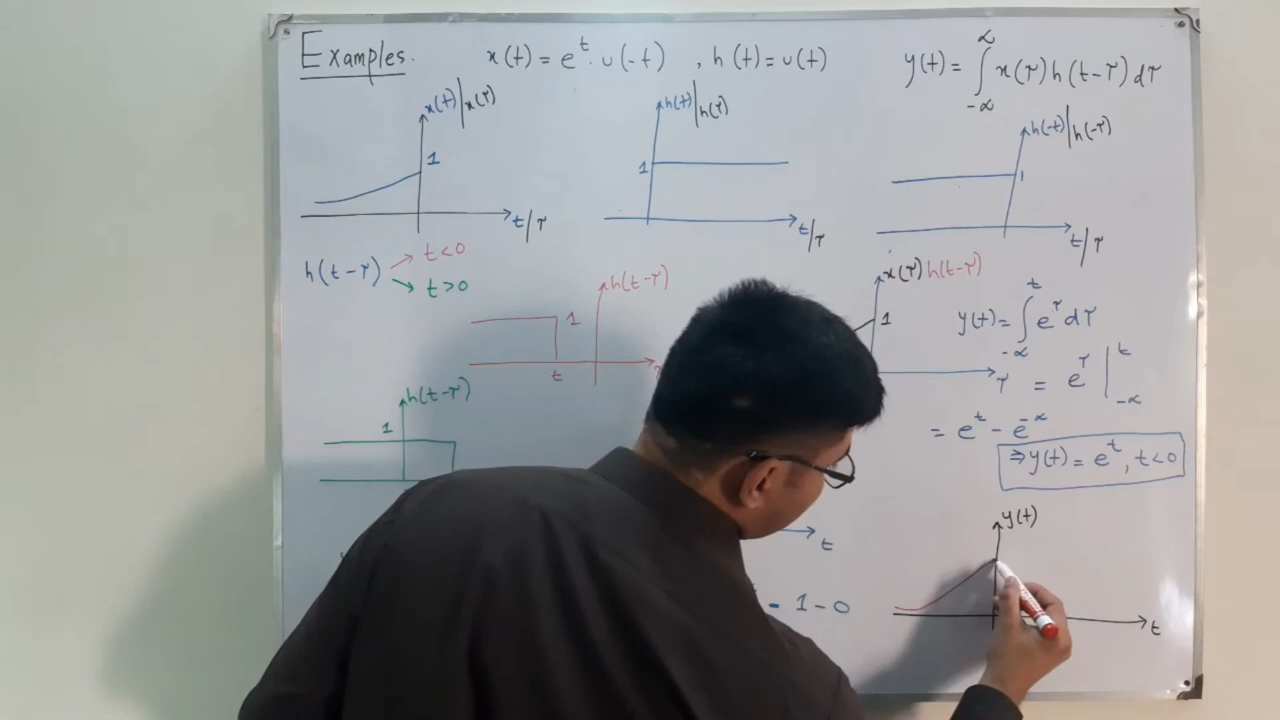 Examples. x(t) = e^t . u(-t) , h(t) = u(t)
y(t) = ∫_{-∞}^{∞} x(τ) h(t-τ) dτ
x(t)/x(τ)
1
t/τ
h(t)/h(τ)
1
t/τ
h(-t)/h(-τ)
1
t/τ
h(t-τ)
t<0
t>0
h(t-τ)
1
t
x(τ) h(t-τ)
1
τ
y(t) = ∫_{-∞}^{t} e^τ dτ
= e^τ |_{-∞}^{t}
= e^t - e^{-∞}
⇒ y(t) = e^t, t<0
h(t-τ)
1
t
= 1 - 0
y(t)
t